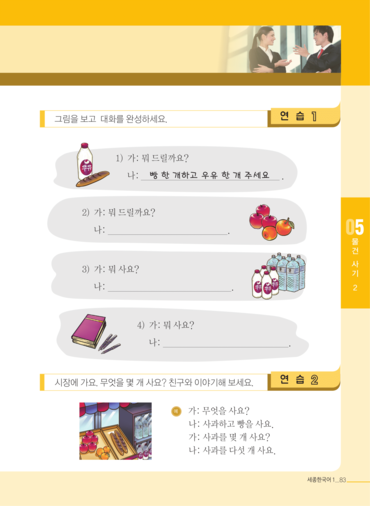 연 습 1
그림을 보고 대화를 완성하세요.
1) 가: 뭐 드릴까요?
나: 빵 한 개하고 우유 한 개 주세요.
2) 가: 뭐 드릴까요?
나: .
3) 가: 뭐 사요?
나: .
4) 가: 뭐 사요?
나: .
05
물건 사기 2
연 습 2
시장에 가요. 무엇을 몇 개 사요? 친구와 이야기해 보세요.
가: 무엇을 사요?
나: 사과하고 빵을 사요.
가: 사과를 몇 개 사요?
나: 사과를 다섯 개 사요.
세종한국어 1_ 83